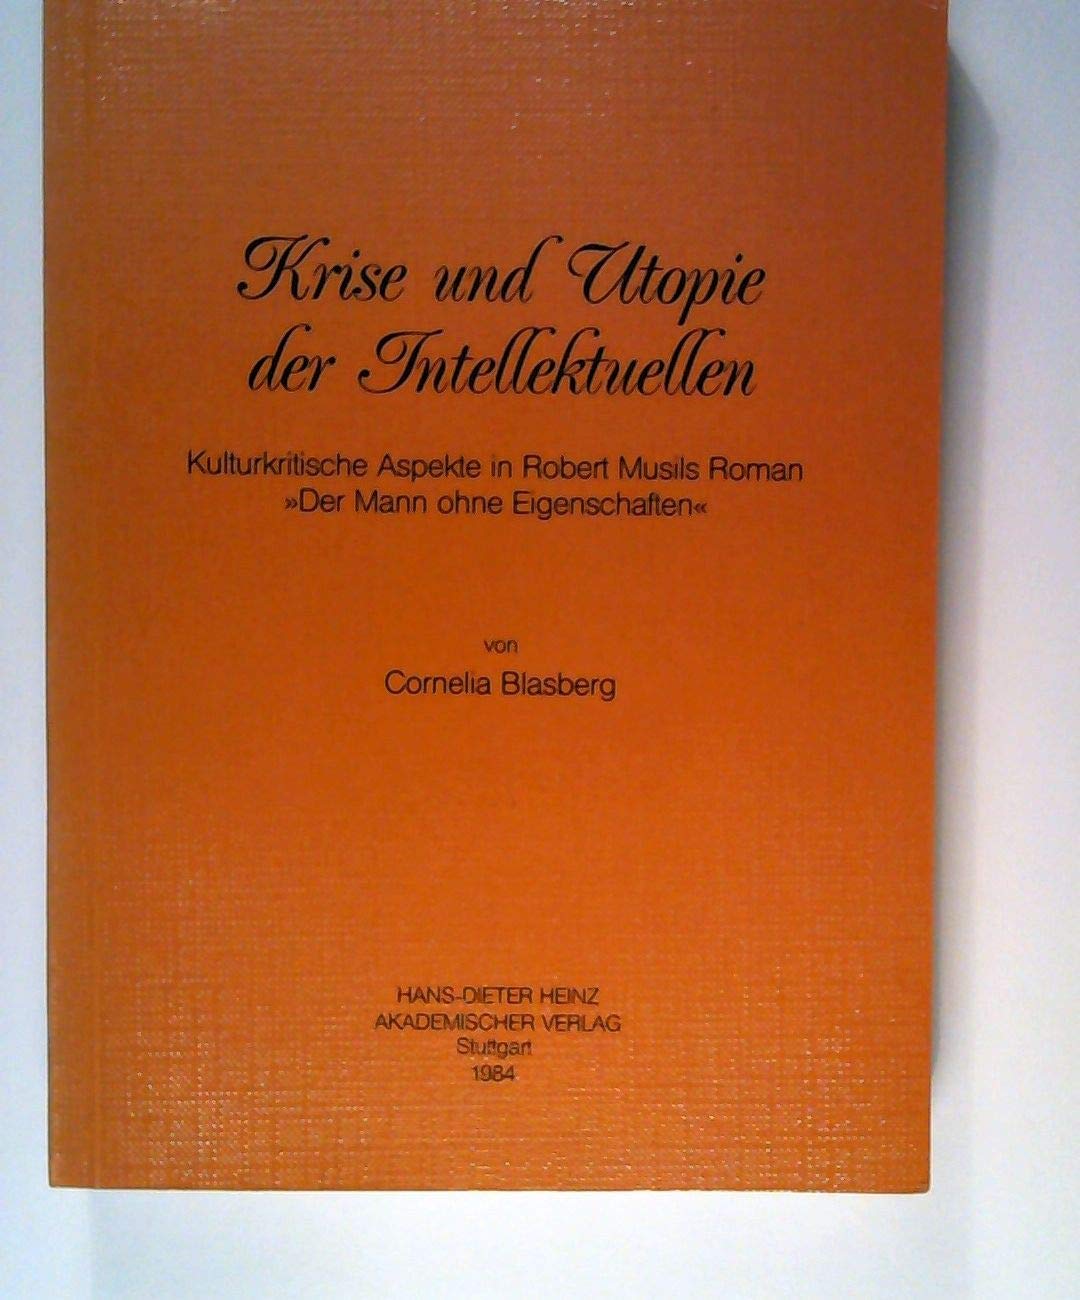 Krise und Utopie
der Intellektuellen
Kulturkritische Aspekte in Robert Musils Roman
»Der Mann ohne Eigenschaften«
von
Cornelia Blasberg
HANS-DIETER HEINZ
AKADEMISCHER VERLAG
Stuttgart
1984